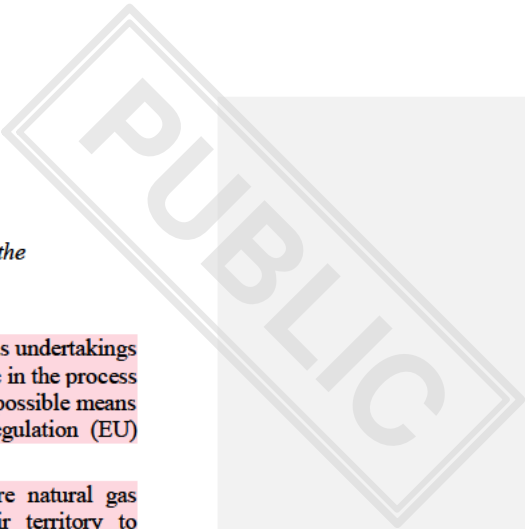 the
s undertakings
in the process
possible means
egulation (EU)
re natural gas
ir territory to
PUBLIC